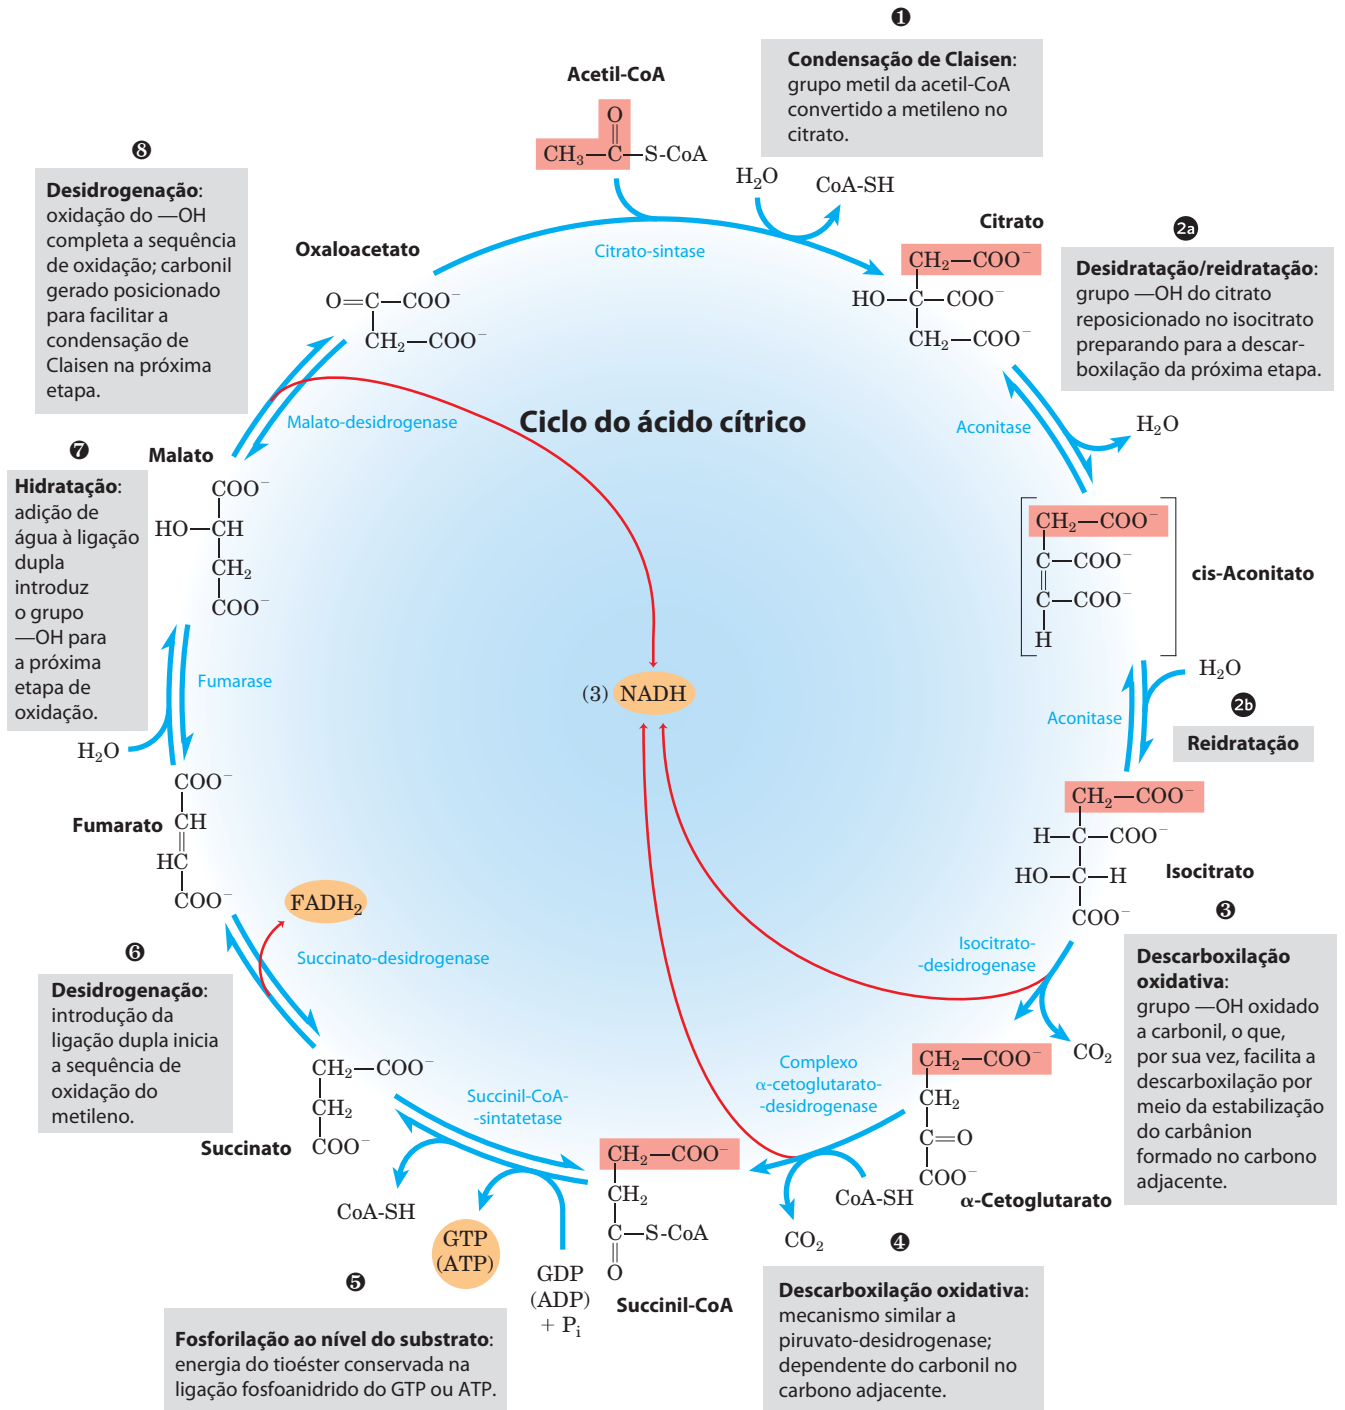 ❶
Condensação de Claisen:
grupo metil da acetil-CoA
convertido a metileno no
citrato.
Acetil-CoA
O
CH₃—C—S-CoA
H₂O
CoA-SH
Citrato-sintase
Citrato
CH₂—COO⁻
HO—C—COO⁻
CH₂—COO⁻
2a
Desidratação/reidratação:
grupo —OH do citrato
reposicionado no isocitrato
preparando para a descar-
boxilação da próxima etapa.
Aconitase
H₂O
CH₂—COO⁻
C—COO⁻
C—COO⁻
H
cis-Aconitato
H₂O
Aconitase
2b
Reidratação
CH₂—COO⁻
H—C—COO⁻
HO—C—H
COO⁻
Isocitrato
❸
Descarboxilação
oxidativa:
grupo —OH oxidado
a carbonil, o que,
por sua vez, facilita a
descarboxilação por
meio da estabilização
do carbânion
formado no carbono
adjacente.
Isocitrato-
-desidrogenase
CO₂
CH₂—COO⁻
CH₂
C=O
COO⁻
α-Cetoglutarato
Complexo
α-cetoglutarato-
-desidrogenase
CoA-SH
CO₂
❹
Descarboxilação oxidativa:
mecanismo similar a
piruvato-desidrogenase;
dependente do carbonil no
carbono adjacente.
CH₂—COO⁻
CH₂
C—S-CoA
O
Succinil-CoA
Succinil-CoA-
-sintatetase
GDP
(ADP)
+ Pᵢ
GTP
(ATP)
CoA-SH
❺
Fosforilação ao nível do substrato:
energia do tioéster conservada na
ligação fosfoanidrido do GTP ou ATP.
CH₂—COO⁻
CH₂
COO⁻
Succinato
❻
Desidrogenação:
introdução da
ligação dupla inicia
a sequência de
oxidação do
metileno.
FADH₂
Succinato-desidrogenase
COO⁻
CH
HC
COO⁻
Fumarato
H₂O
Fumarase
❼
Hidratação:
adição de
água à ligação
dupla
introduz
o grupo
—OH para
a próxima
etapa de
oxidação.
Malato
COO⁻
HO—CH
CH₂
COO⁻
Malato-desidrogenase
❽
Desidrogenação:
oxidação do —OH
completa a sequência
de oxidação; carbonil
gerado posicionado
para facilitar a
condensação de
Claisen na próxima
etapa.
Oxaloacetato
O=C—COO⁻
CH₂—COO⁻
Ciclo do ácido cítrico
(3) NADH